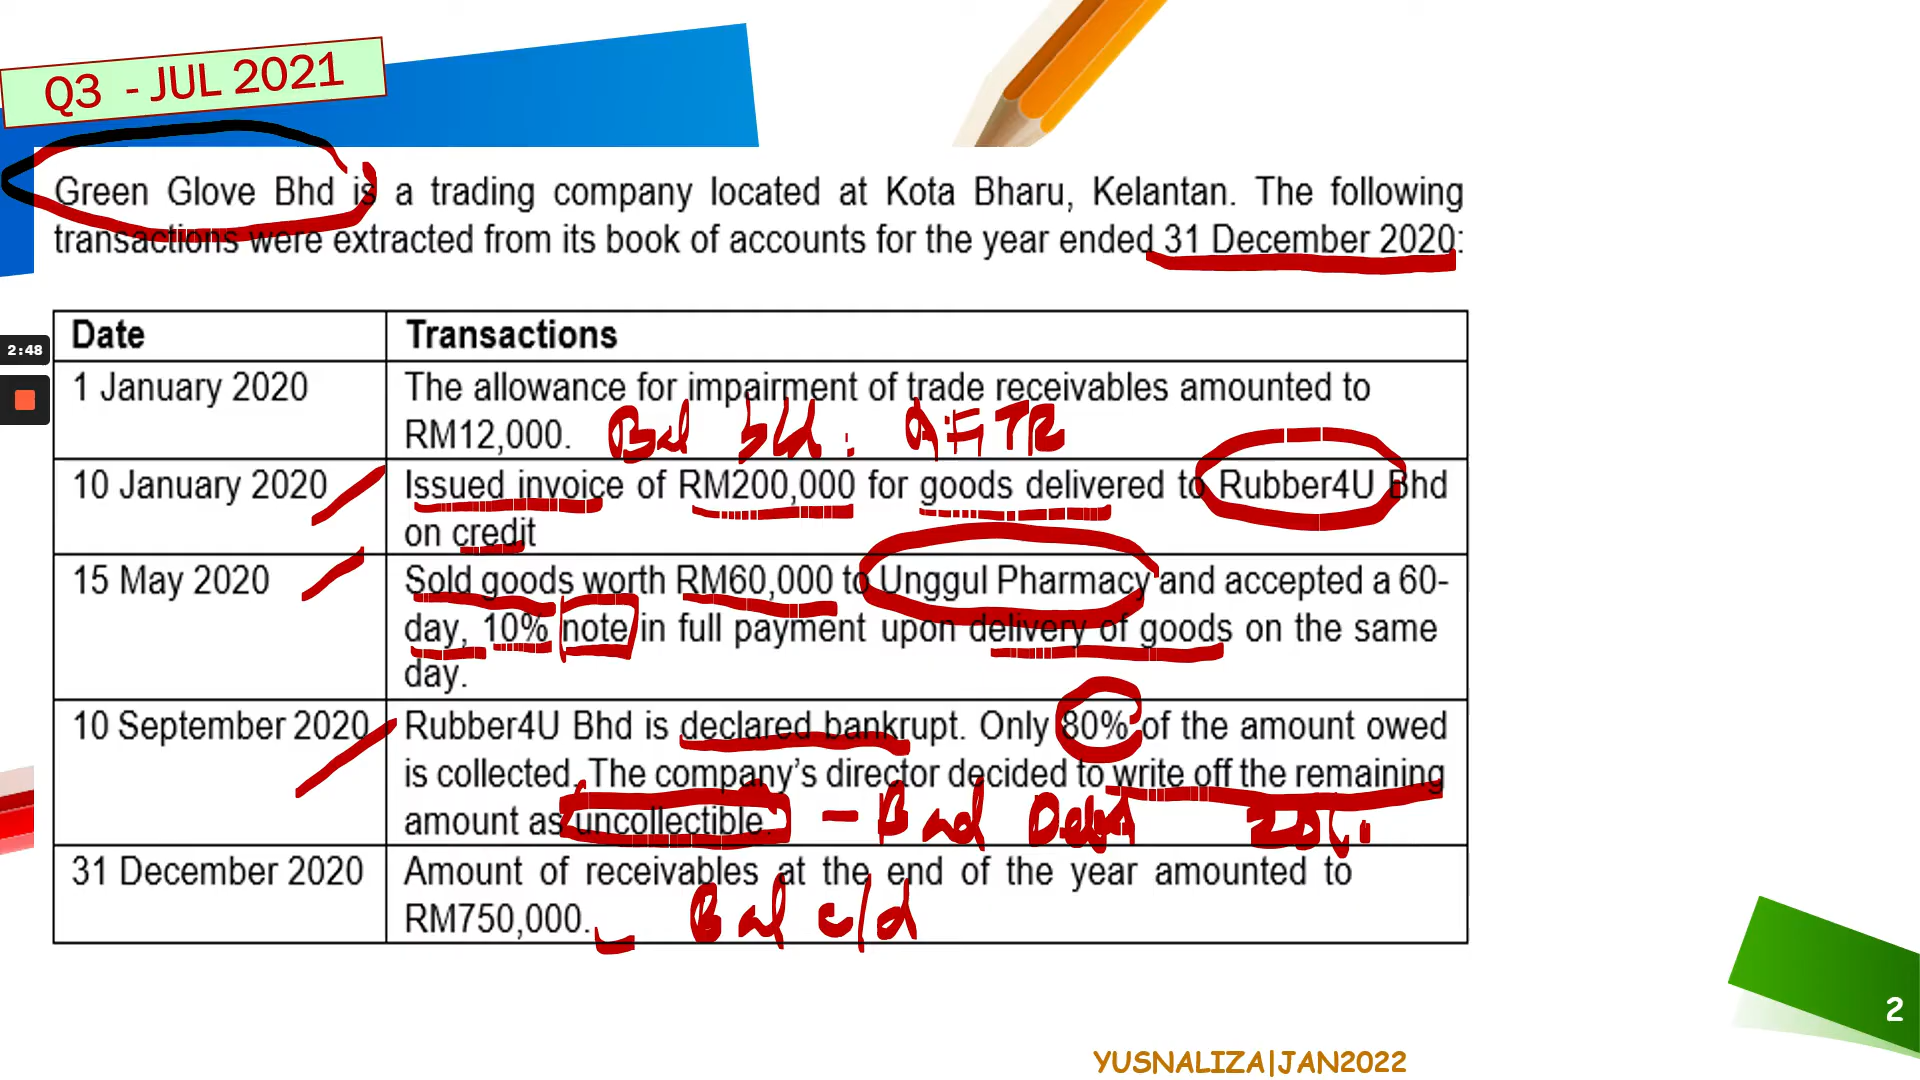 Q3 - JUL 2021
Green Glove Bhd is a trading company located at Kota Bharu, Kelantan. The following
transactions were extracted from its book of accounts for the year ended 31 December 2020:
Date Transactions
2:48
1 January 2020 The allowance for impairment of trade receivables amounted to
RM12,000. Bal b/d : AFITR
10 January 2020 Issued invoice of RM200,000 for goods delivered to Rubber4U Bhd
on credit
15 May 2020 Sold goods worth RM60,000 to Unggul Pharmacy and accepted a 60-
day, 10% note in full payment upon delivery of goods on the same
day.
10 September 2020 Rubber4U Bhd is declared bankrupt. Only 80% of the amount owed
is collected. The company's director decided to write off the remaining
amount as uncollectible. - Bad Debt 20%.
31 December 2020 Amount of receivables at the end of the year amounted to
RM750,000. Bal c/d
2
YUSNALIZA|JAN2022